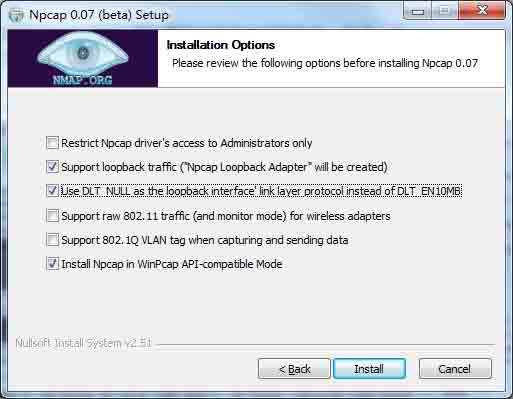 Npcap 0.07 (beta) Setup
Installation Options
Please review the following options before installing Npcap 0.07
NMAP.ORG
Restrict Npcap driver's access to Administrators only
Support loopback traffic ("Npcap Loopback Adapter" will be created)
Use DLT_NULL as the loopback interface' link layer protocol instead of DLT_EN10MB
Support raw 802.11 traffic (and monitor mode) for wireless adapters
Support 802.1Q VLAN tag when capturing and sending data
Install Npcap in WinPcap API-compatible Mode
Nullsoft Install System v2.51
< Back
Install
Cancel